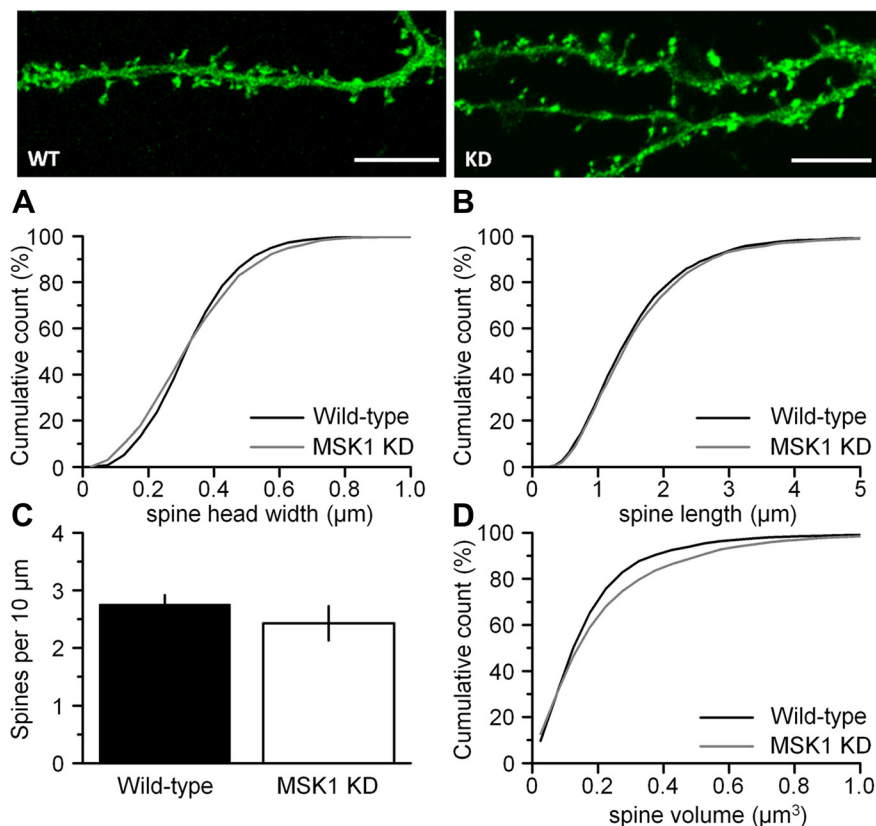 WT
KD
A
Cumulative count (%)
100
80
60
40
20
0
0
0.2
0.4
0.6
0.8
1.0
spine head width (µm)
Wild-type
MSK1 KD
B
Cumulative count (%)
100
80
60
40
20
0
0
1
2
3
4
5
spine length (µm)
Wild-type
MSK1 KD
C
Spines per 10 µm
4
3
2
1
0
Wild-type
MSK1 KD
D
Cumulative count (%)
100
80
60
40
20
0
0
0.2
0.4
0.6
0.8
1.0
spine volume (µm³)
Wild-type
MSK1 KD